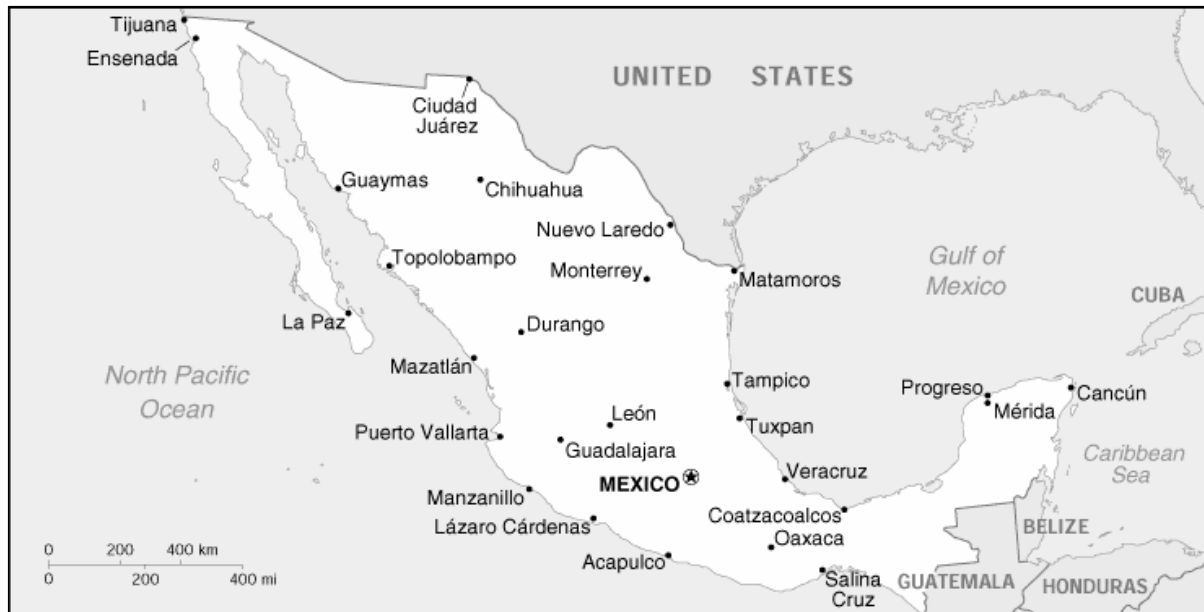 Tijuana
Ensenada
UNITED STATES
Ciudad
Juárez
Guaymas
Chihuahua
Nuevo Laredo
Topolobampo
Monterrey
Matamoros
Gulf of
Mexico
CUBA
La Paz
Durango
Mazatlán
North Pacific
Ocean
Tampico
Progreso
Cancún
Mérida
León
Tuxpan
Puerto Vallarta
Guadalajara
Caribbean
Sea
Veracruz
MEXICO
Manzanillo
Coatzacoalcos
Lázaro Cárdenas
BELIZE
Oaxaca
Acapulco
Salina
Cruz
GUATEMALA
HONDURAS
0 200 400 km
0 200 400 mi